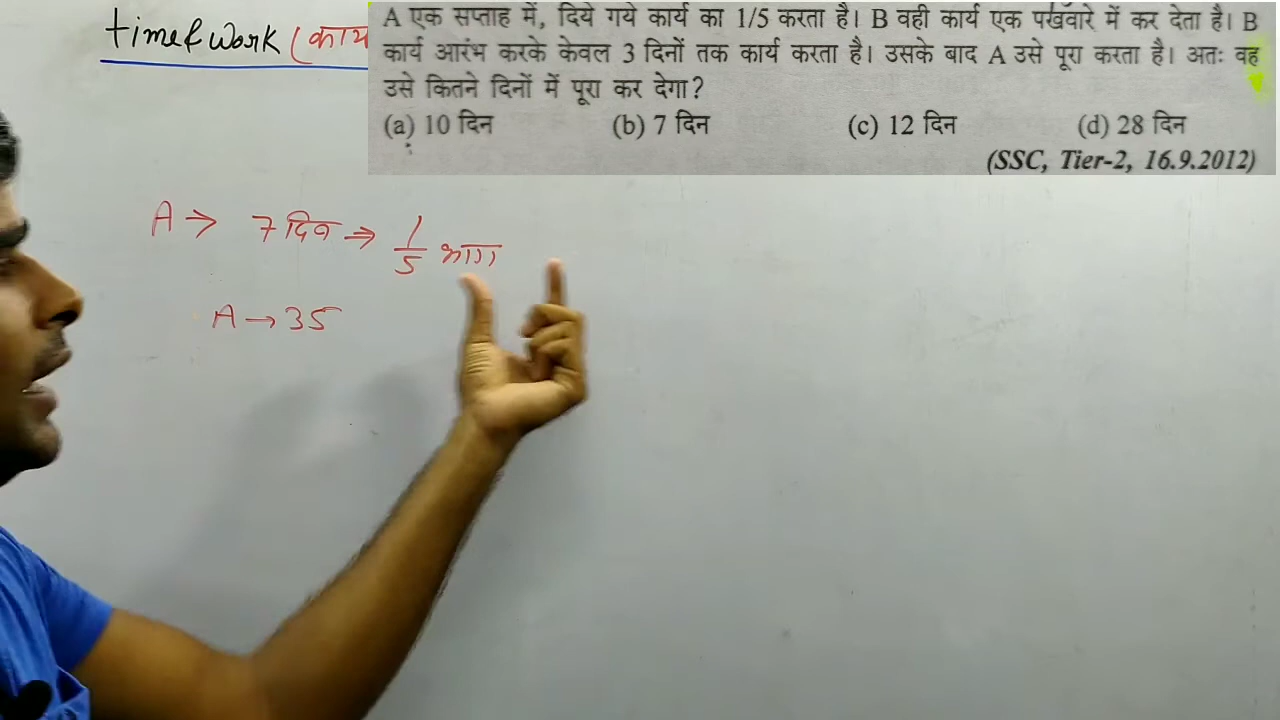 time & work (काय
A एक सप्ताह में, दिये गये कार्य का 1/5 करता है। B वही कार्य एक पखवारे में कर देता है। B
कार्य आरंभ करके केवल 3 दिनों तक कार्य करता है। उसके बाद A उसे पूरा करता है। अतः वह
उसे कितने दिनों में पूरा कर देगा?
(a) 10 दिन (b) 7 दिन (c) 12 दिन (d) 28 दिन
(SSC, Tier-2, 16.9.2012)
A → 7 दिन ⇒ 1/5 भाग
A → 35